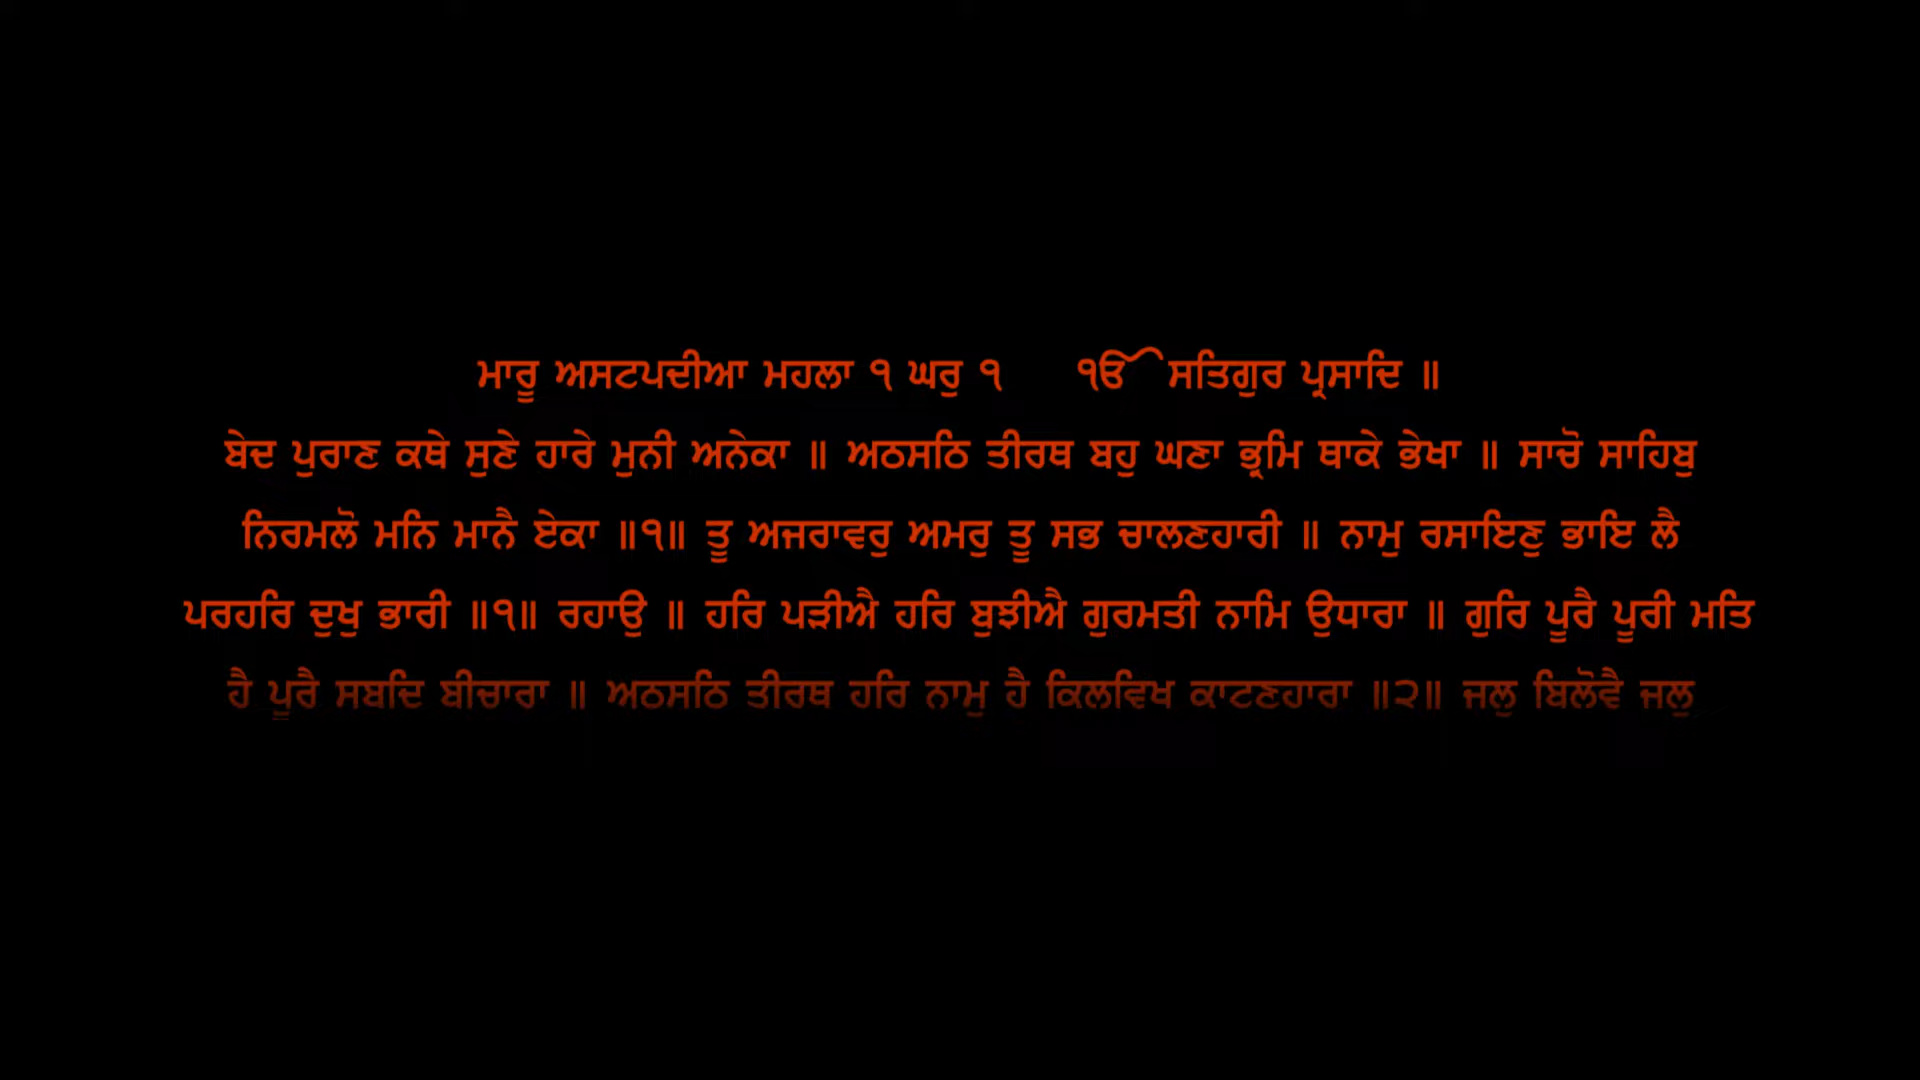 ਮਾਰੂ ਅਸਟਪਦੀਆ ਮਹਲਾ ੧ ਘਰੁ ੧ ੴ ਸਤਿਗੁਰ ਪ੍ਰਸਾਦਿ ॥
ਬੇਦ ਪੁਰਾਣ ਕਥੇ ਸੁਣੇ ਹਾਰੇ ਮੁਨੀ ਅਨੇਕਾ ॥ ਅਠਸਠਿ ਤੀਰਥ ਬਹੁ ਘਣਾ ਭ੍ਰਮਿ ਥਾਕੇ ਭੇਖਾ ॥ ਸਾਚੋ ਸਾਹਿਬੁ
ਨਿਰਮਲੋ ਮਨਿ ਮਾਨੈ ਏਕਾ ॥੧॥ ਤੂ ਅਜਰਾਵਰੁ ਅਮਰੁ ਤੂ ਸਭ ਚਾਲਣਹਾਰੀ ॥ ਨਾਮੁ ਰਸਾਇਣੁ ਭਾਇ ਲੈ
ਪਰਹਰਿ ਦੁਖੁ ਭਾਰੀ ॥੧॥ ਰਹਾਉ ॥ ਹਰਿ ਪੜੀਐ ਹਰਿ ਬੁਝੀਐ ਗੁਰਮਤੀ ਨਾਮਿ ਉਧਾਰਾ ॥ ਗੁਰਿ ਪੂਰੈ ਪੂਰੀ ਮਤਿ
ਹੈ ਪੂਰੈ ਸਬਦਿ ਬੀਚਾਰਾ ॥ ਅਠਸਠਿ ਤੀਰਥ ਹਰਿ ਨਾਮੁ ਹੈ ਕਿਲਵਿਖ ਕਾਟਣਹਾਰਾ ॥੨॥ ਜਲੁ ਬਿਲੋਵੈ ਜਲੁ